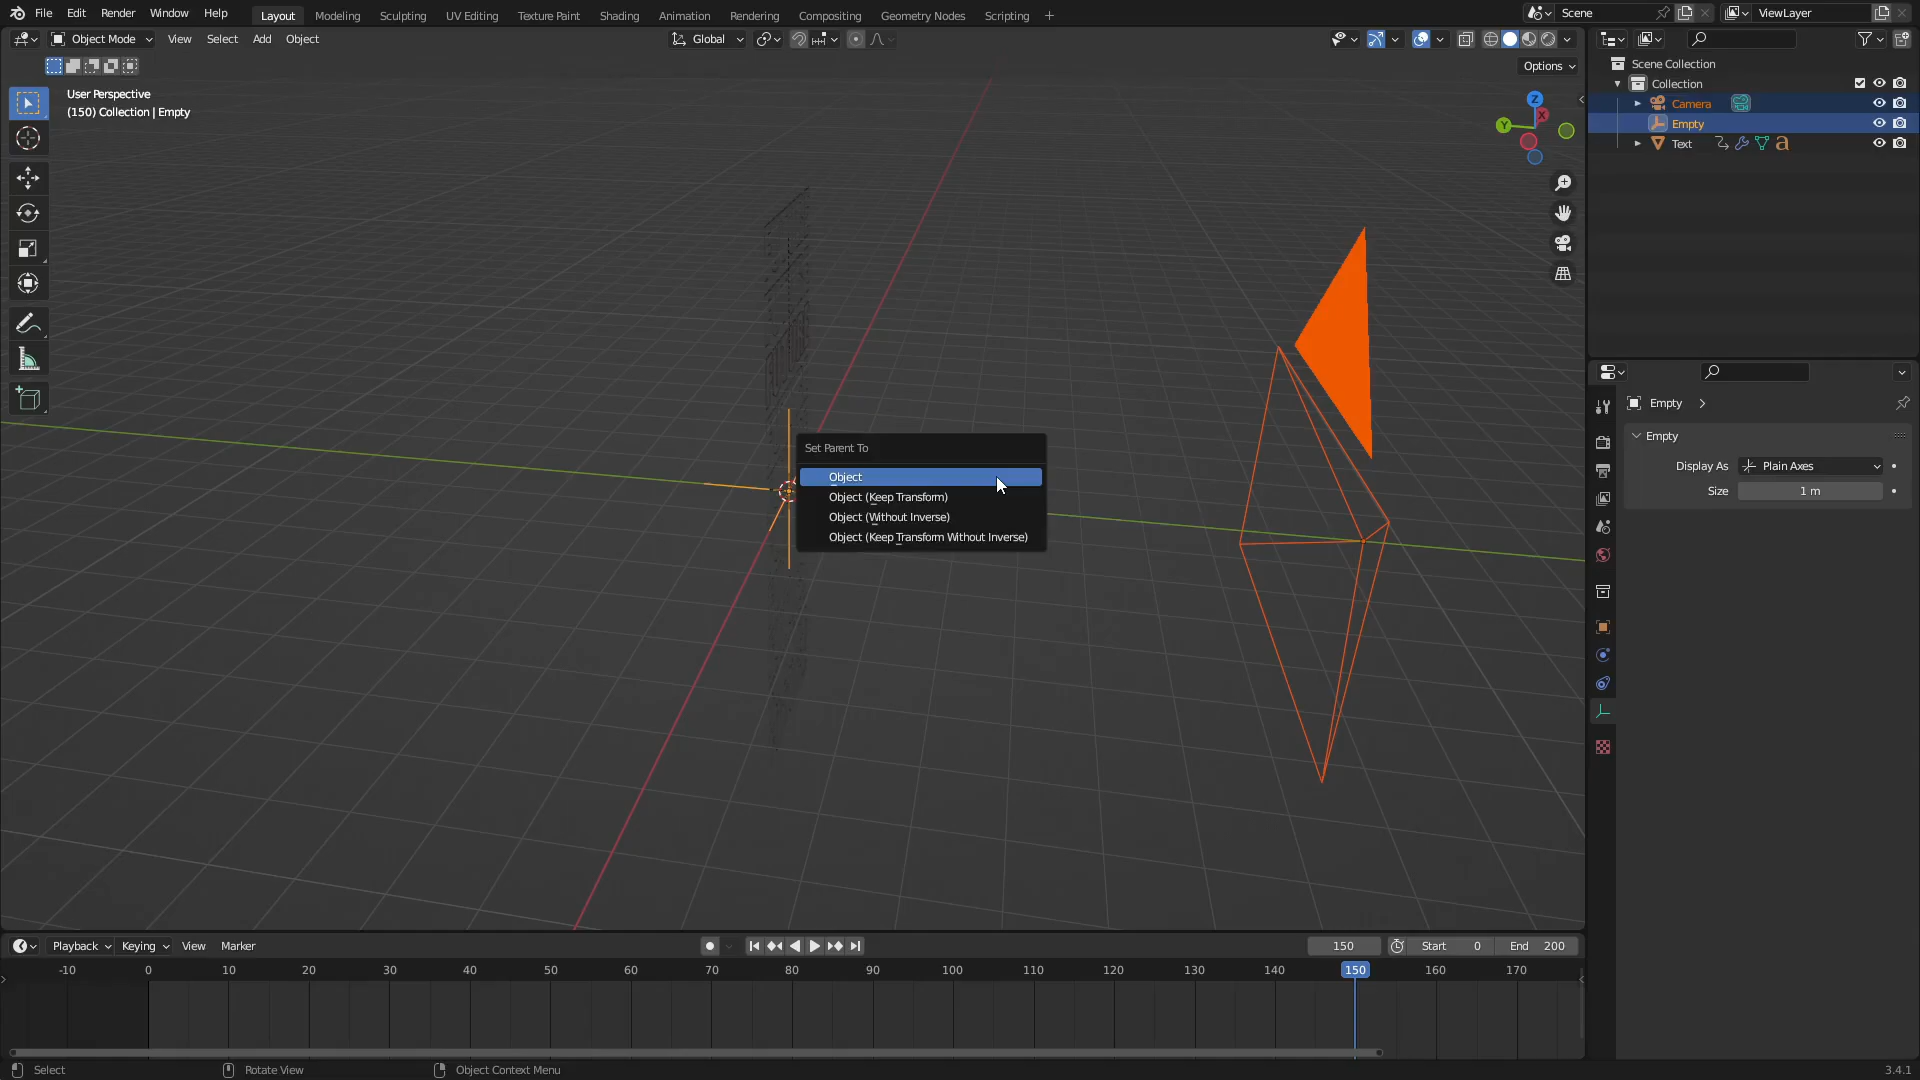 File Edit Render Window Help Layout Modeling Sculpting UV Editing Texture Paint Shading Animation Rendering Compositing Geometry Nodes Scripting + Scene ViewLayer
Object Mode View Select Add Object Global
Options
User Perspective
(150) Collection | Empty
Z
X
Y
Scene Collection
Collection
Camera
Empty
Text
Set Parent To
Object
Object (Keep Transform)
Object (Without Inverse)
Object (Keep Transform Without Inverse)
Empty
Empty
Display As Plain Axes
Size 1 m
Playback Keying View Marker 150 Start 0 End 200
-10 0 10 20 30 40 50 60 70 80 90 100 110 120 130 140 150 160 170
Select Rotate View Object Context Menu 3.4.1